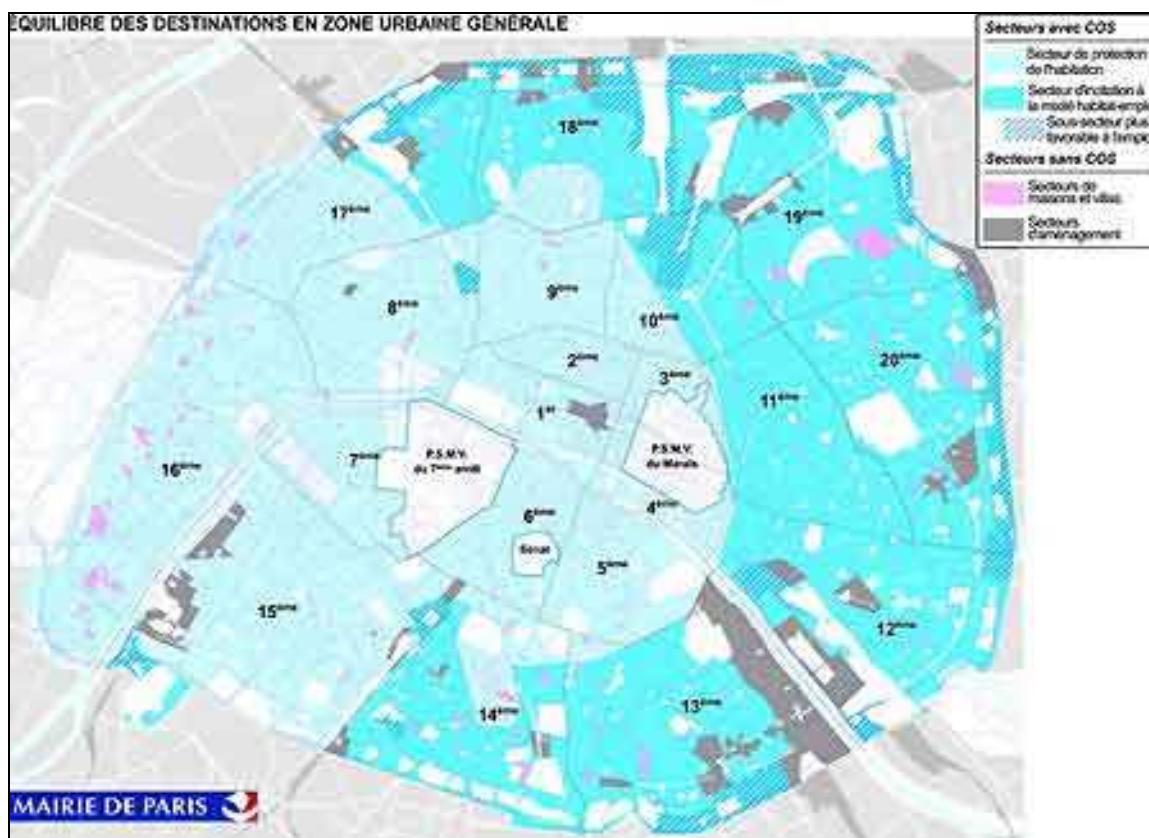 ÉQUILIBRE DES DESTINATIONS EN ZONE URBAINE GÉNÉRALE
Secteurs avec COS
Secteur de protection
de l'habitation
Secteur d'incitation à
la mixité habitat-emploi
Sous-secteur plus
favorable à l'emploi
Secteurs sans COS
Secteurs de
maisons et villas
Secteurs
d'aménagement
18ème
17ème
19ème
8ème
9ème
10ème
2ème
3ème
20ème
1er
11ème
16ème
7ème
P.S.M.V.
du 7ème arrdt
P.S.M.V.
du Marais
4ème
6ème
Sénat
5ème
15ème
12ème
14ème
13ème
MAIRIE DE PARIS